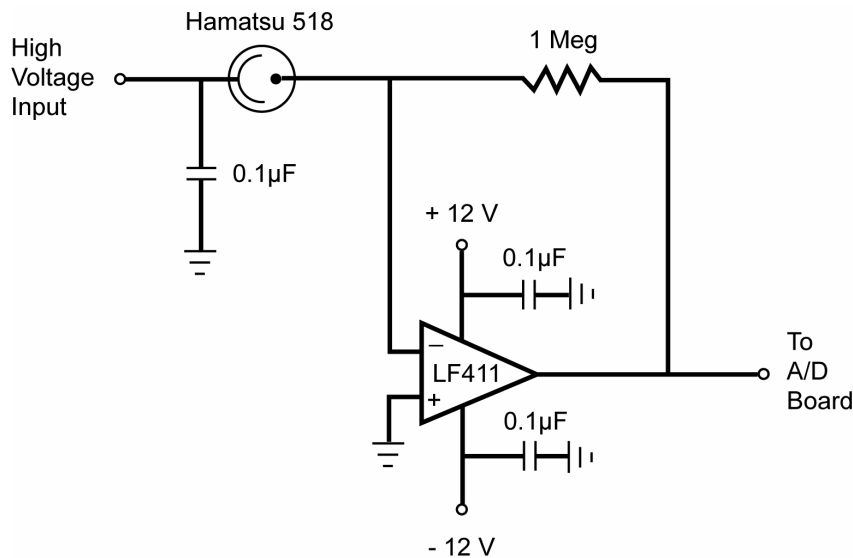 Hamatsu 518
High
Voltage
Input
1 Meg
0.1µF
+ 12 V
0.1µF
−
LF411
+
To
A/D
Board
0.1µF
- 12 V